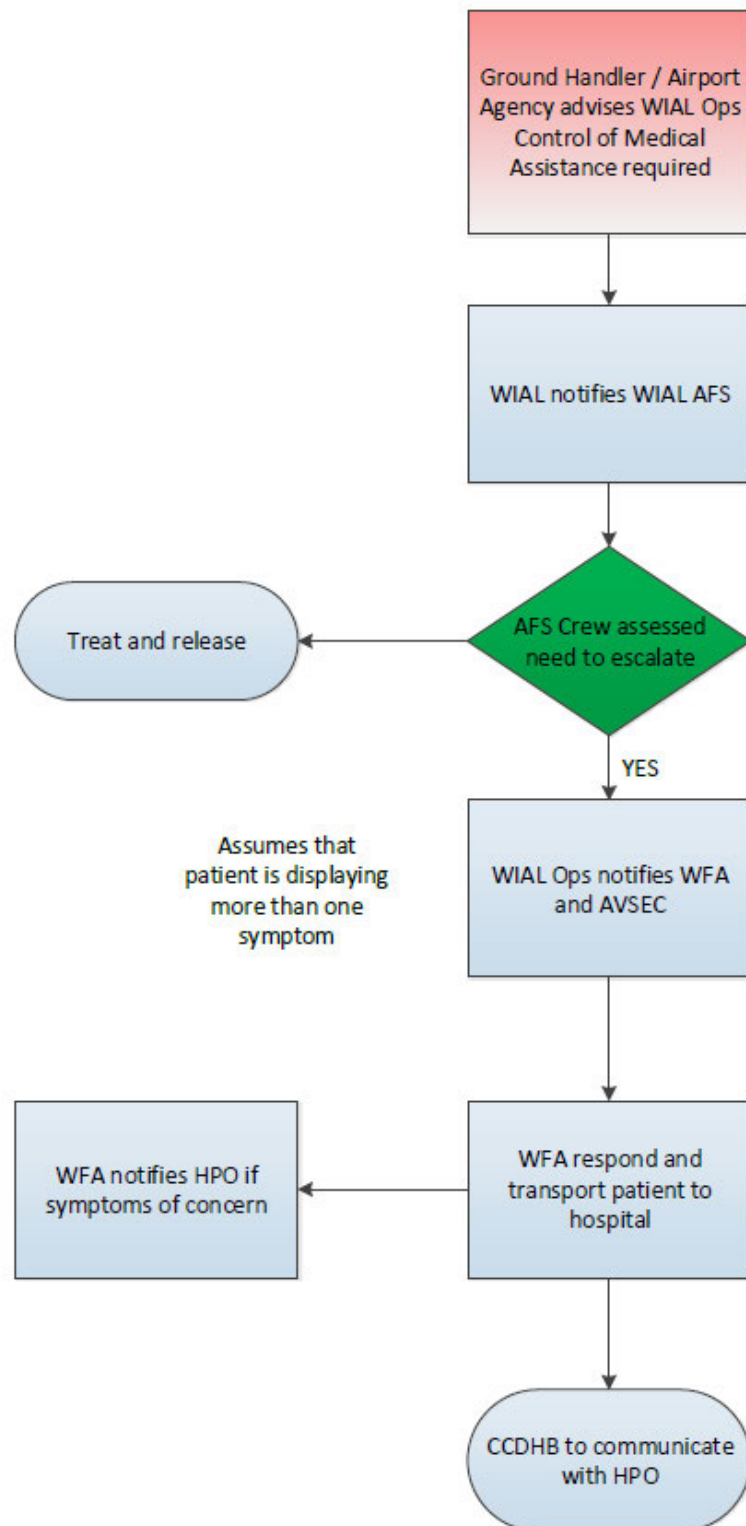 Ground Handler / Airport
Agency advises WIAL Ops
Control of Medical
Assistance required
WIAL notifies WIAL AFS
AFS Crew assessed
need to escalate
Treat and release
YES
Assumes that
patient is displaying
more than one
symptom
WIAL Ops notifies WFA
and AVSEC
WFA respond and
transport patient to
hospital
WFA notifies HPO if
symptoms of concern
CCDHB to communicate
with HPO